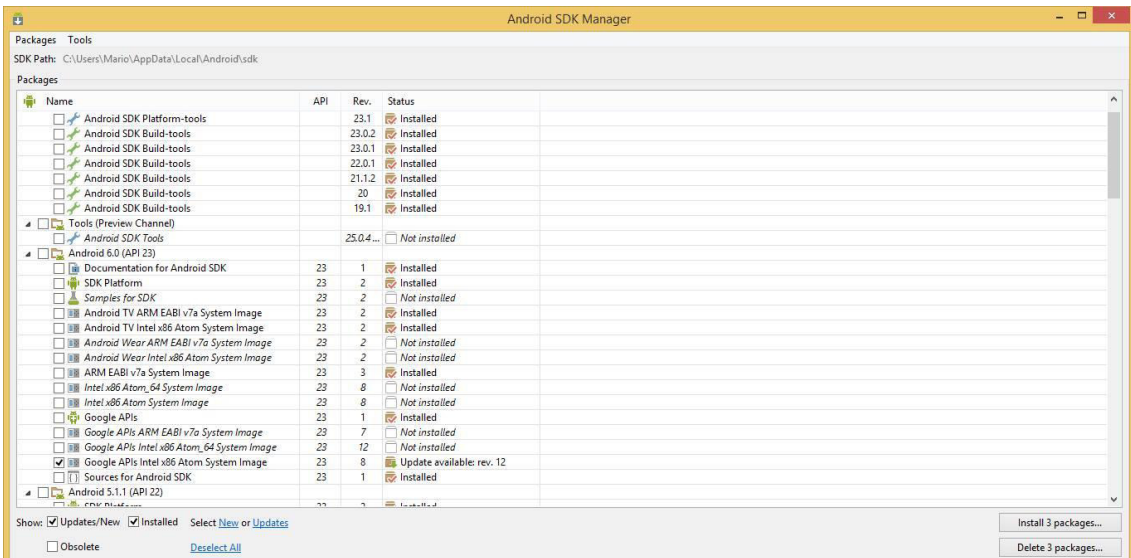 Android SDK Manager
Packages Tools
SDK Path: C:\Users\Mario\AppData\Local\Android\sdk
Packages
Name API Rev. Status
Android SDK Platform-tools 23.1 Installed
Android SDK Build-tools 23.0.2 Installed
Android SDK Build-tools 23.0.1 Installed
Android SDK Build-tools 22.0.1 Installed
Android SDK Build-tools 21.1.2 Installed
Android SDK Build-tools 20 Installed
Android SDK Build-tools 19.1 Installed
Tools (Preview Channel)
Android SDK Tools 25.0.4... Not installed
Android 6.0 (API 23)
Documentation for Android SDK 23 1 Installed
SDK Platform 23 2 Installed
Samples for SDK 23 2 Not installed
Android TV ARM EABI v7a System Image 23 2 Installed
Android TV Intel x86 Atom System Image 23 2 Installed
Android Wear ARM EABI v7a System Image 23 2 Not installed
Android Wear Intel x86 Atom System Image 23 2 Not installed
ARM EABI v7a System Image 23 3 Installed
Intel x86 Atom_64 System Image 23 8 Not installed
Intel x86 Atom System Image 23 8 Not installed
Google APIs 23 1 Installed
Google APIs ARM EABI v7a System Image 23 7 Not installed
Google APIs Intel x86 Atom_64 System Image 23 12 Not installed
Google APIs Intel x86 Atom System Image 23 8 Update available: rev. 12
Sources for Android SDK 23 1 Installed
Android 5.1.1 (API 22)
SDK Platform 22 2 Installed
Show: Updates/New Installed Select New or Updates
Install 3 packages...
Obsolete Deselect All
Delete 3 packages...